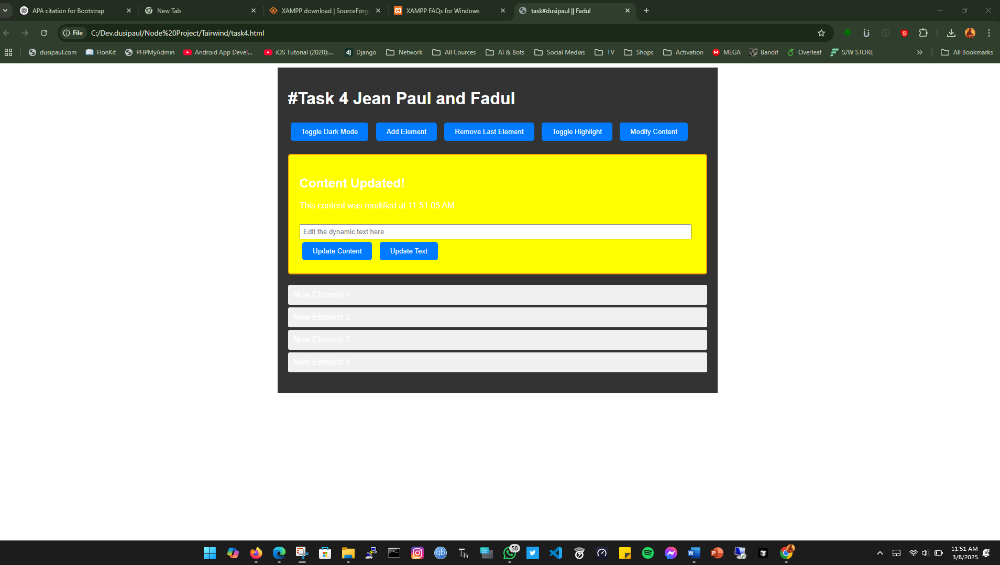 APA citation for Bootstrap
New Tab
XAMPP download | SourceForg
XAMPP FAQs for Windows
task#dusipaul || Fadul
File
C:/Dev.dusipaul/Node%20Project/Tairwind/task4.html
dusipaul.com
HonKit
PHPMyAdmin
Android App Devel...
iOS Tutorial (2020):...
dj
Django
Network
All Cources
AI & Bots
Social Medias
TV
Shops
Activation
MEGA
Bandit
Overleaf
S/W STORE
All Bookmarks
#Task 4 Jean Paul and Fadul
Toggle Dark Mode
Add Element
Remove Last Element
Toggle Highlight
Modify Content
Content Updated!
This content was modified at 11:51:05 AM
Edit the dynamic text here
Update Content
Update Text
New Element 1
New Element 2
New Element 3
New Element 4
qb
58
11:51 AM
3/8/2025